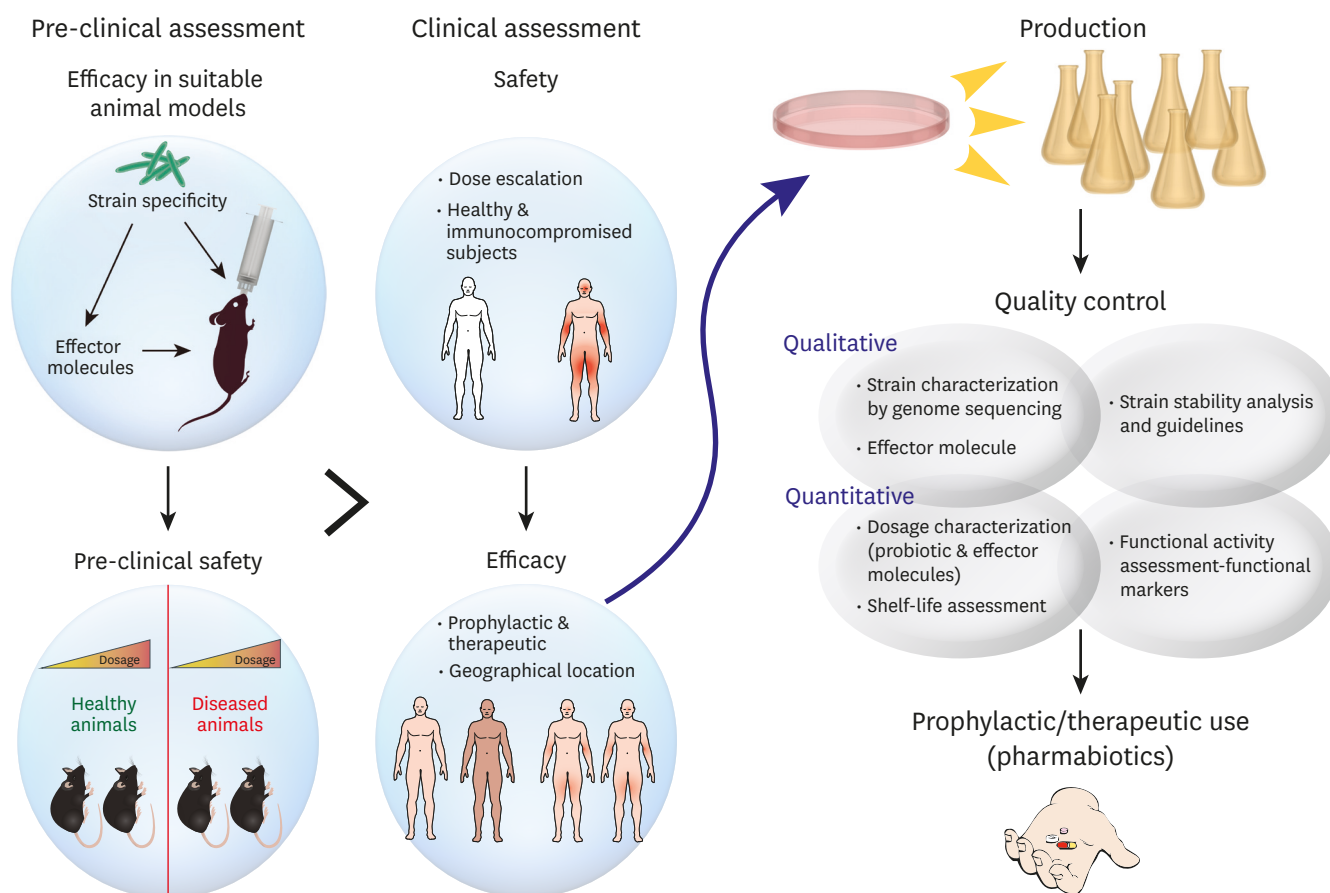 Pre-clinical assessment
Efficacy in suitable
animal models
Strain specificity
Effector
molecules
Pre-clinical safety
Dosage
Dosage
Healthy
animals
Diseased
animals
Clinical assessment
Safety
· Dose escalation
· Healthy &
immunocompromised
subjects
Efficacy
· Prophylactic &
therapeutic
· Geographical location
Production
Quality control
Qualitative
· Strain characterization
by genome sequencing
· Effector molecule
· Strain stability analysis
and guidelines
Quantitative
· Dosage characterization
(probiotic & effector
molecules)
· Shelf-life assessment
· Functional activity
assessment-functional
markers
Prophylactic/therapeutic use
(pharmabiotics)